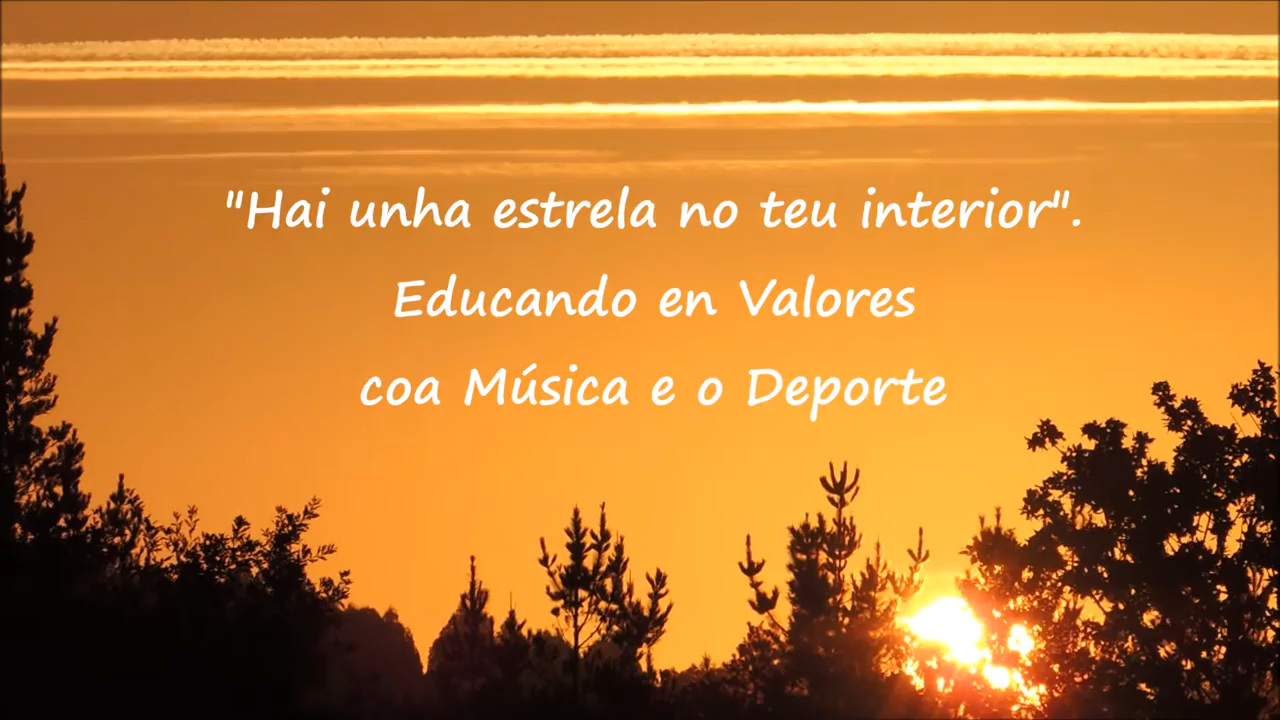 "Hai unha estrela no teu interior".
Educando en Valores
coa Música e o Deporte